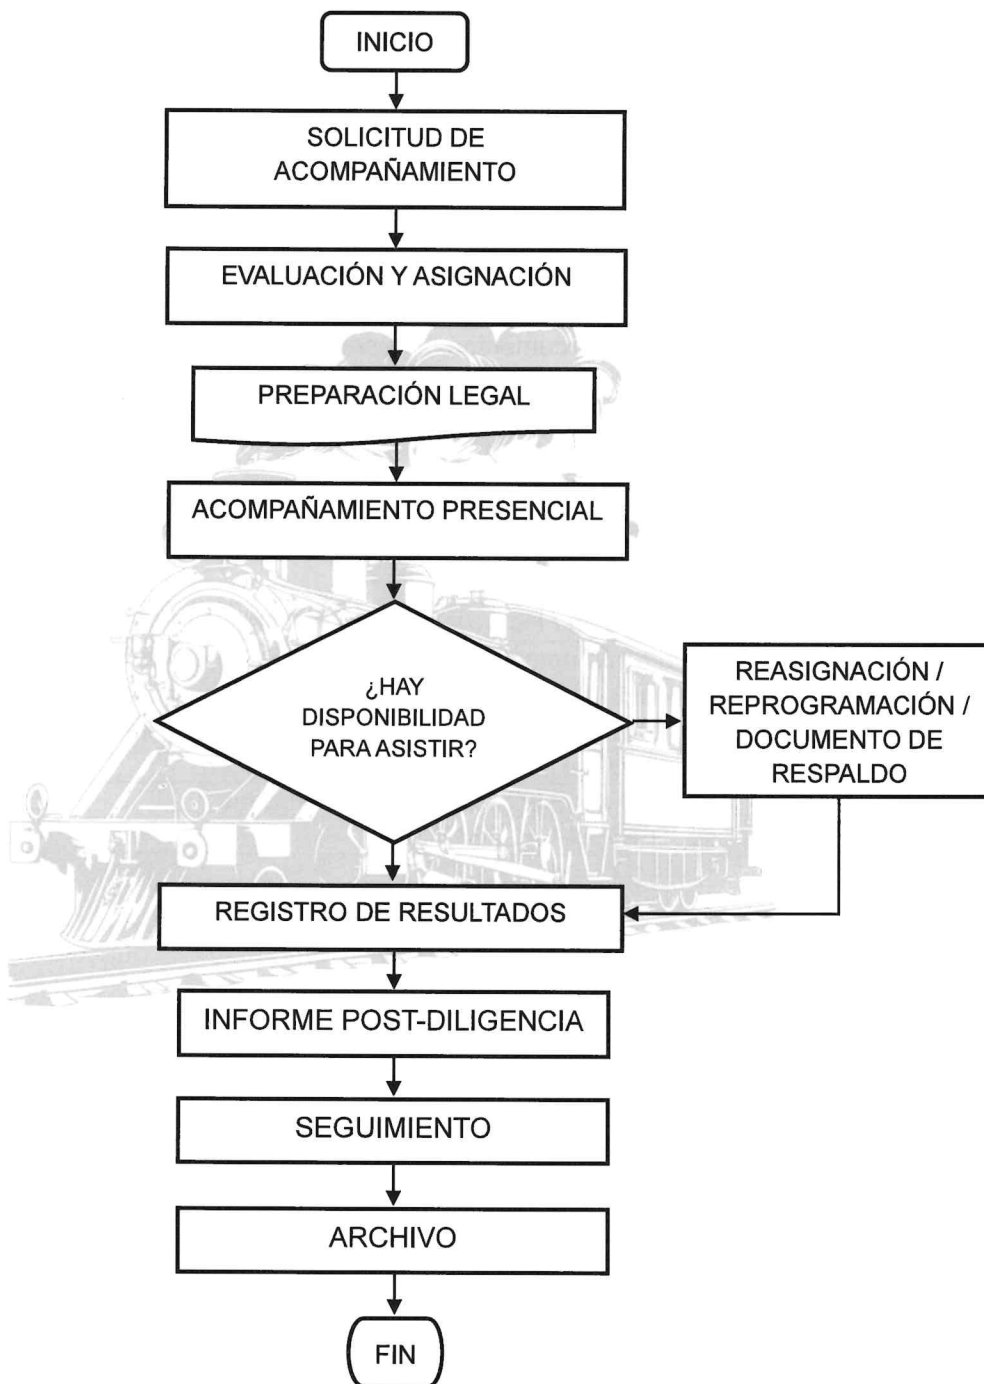 INICIO
SOLICITUD DE
ACOMPAÑAMIENTO
EVALUACIÓN Y ASIGNACIÓN
PREPARACIÓN LEGAL
ACOMPAÑAMIENTO PRESENCIAL
¿HAY
DISPONIBILIDAD
PARA ASISTIR?
REASIGNACIÓN /
REPROGRAMACIÓN /
DOCUMENTO DE
RESPALDO
REGISTRO DE RESULTADOS
INFORME POST-DILIGENCIA
SEGUIMIENTO
ARCHIVO
FIN